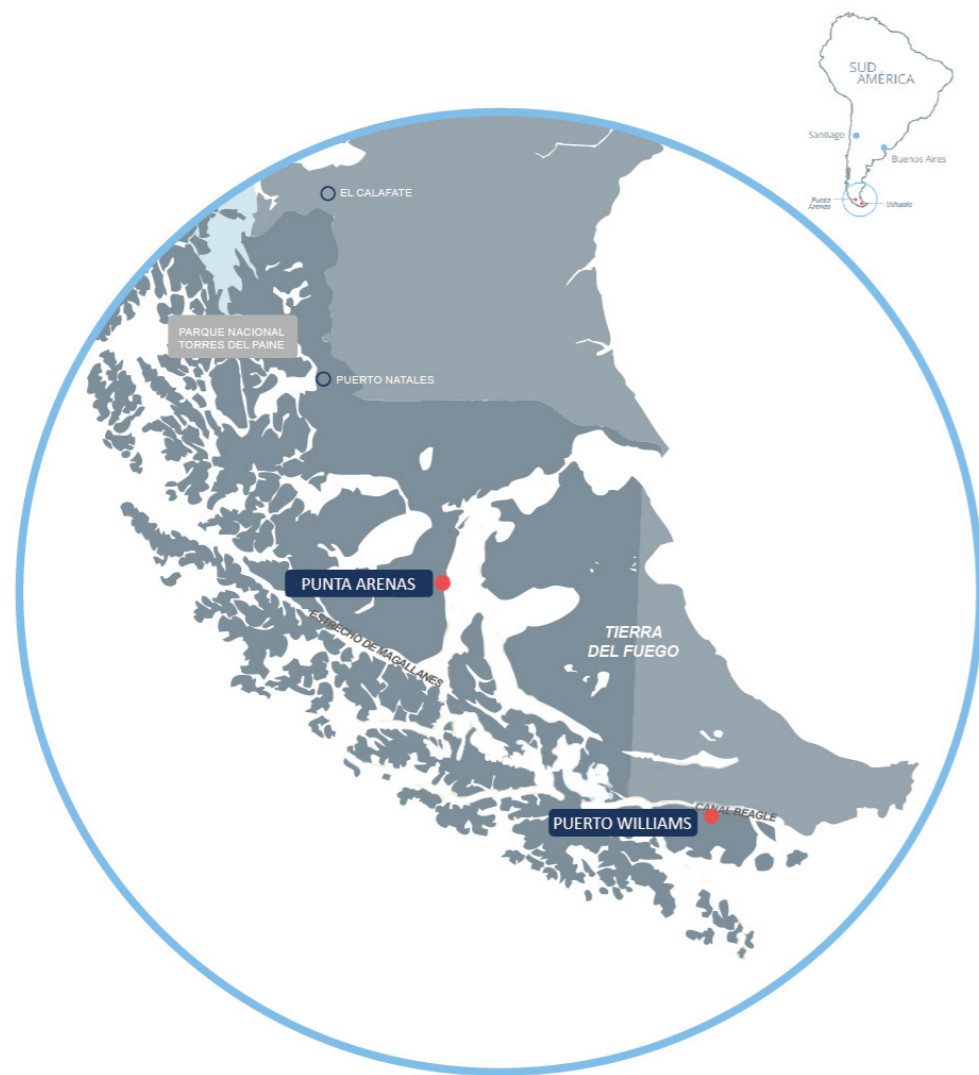 SUD
AMÉRICA
Santiago
Buenos Aires
Punta
Arenas
Ushuaia
EL CALAFATE
PARQUE NACIONAL
TORRES DEL PAINE
PUERTO NATALES
PUNTA ARENAS
ESTRECHO DE MAGALLANES
TIERRA
DEL FUEGO
CANAL BEAGLE
PUERTO WILLIAMS